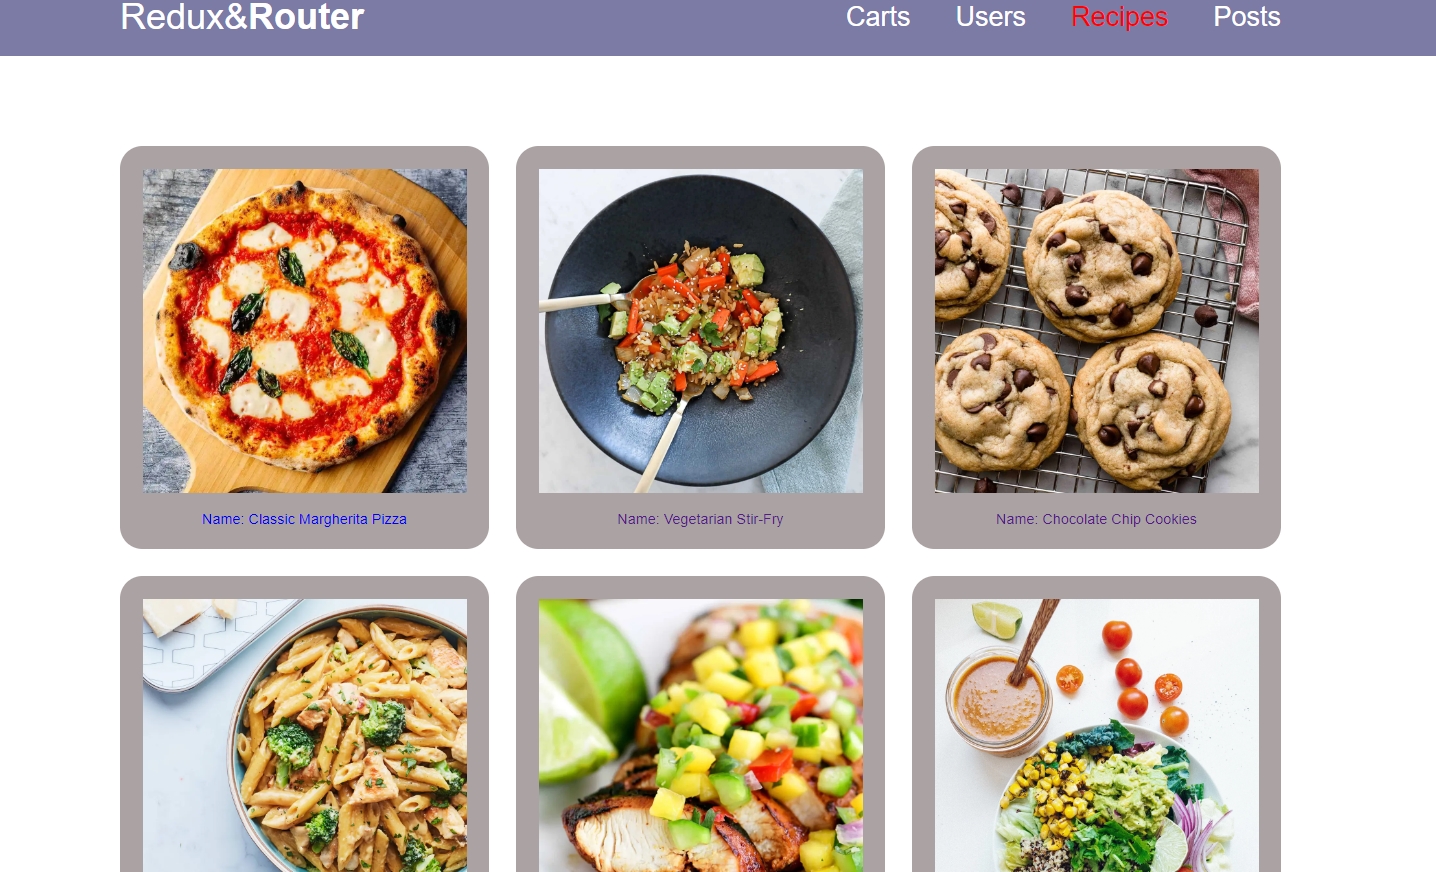 Redux&Router
Carts Users Recipes Posts
Name: Classic Margherita Pizza
Name: Vegetarian Stir-Fry
Name: Chocolate Chip Cookies